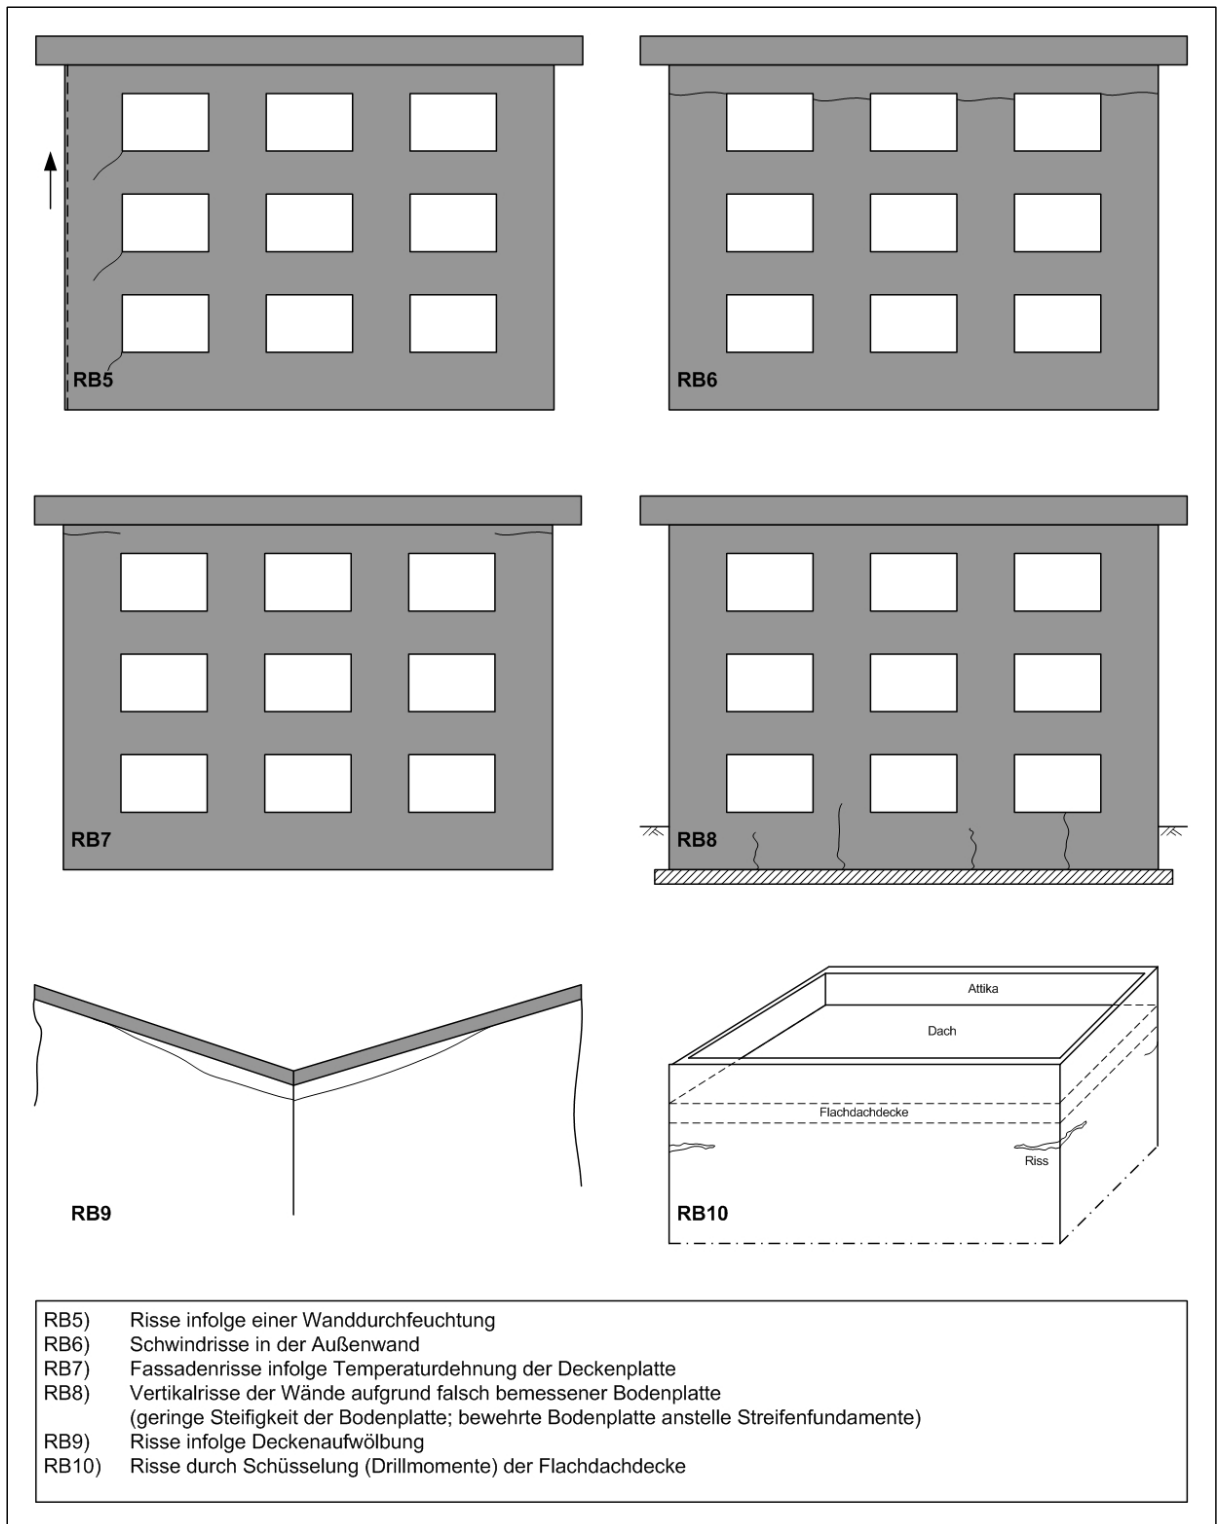 RB5
RB6
RB7
RB8
Attika
Dach
Flachdachdecke
Riss
RB9
RB10
RB5) Risse infolge einer Wanddurchfeuchtung
RB6) Schwindrisse in der Außenwand
RB7) Fassadenrisse infolge Temperaturdehnung der Deckenplatte
RB8) Vertikalrisse der Wände aufgrund falsch bemessener Bodenplatte
(geringe Steifigkeit der Bodenplatte; bewehrte Bodenplatte anstelle Streifenfundamente)
RB9) Risse infolge Deckenaufwölbung
RB10) Risse durch Schüsselung (Drillmomente) der Flachdachdecke